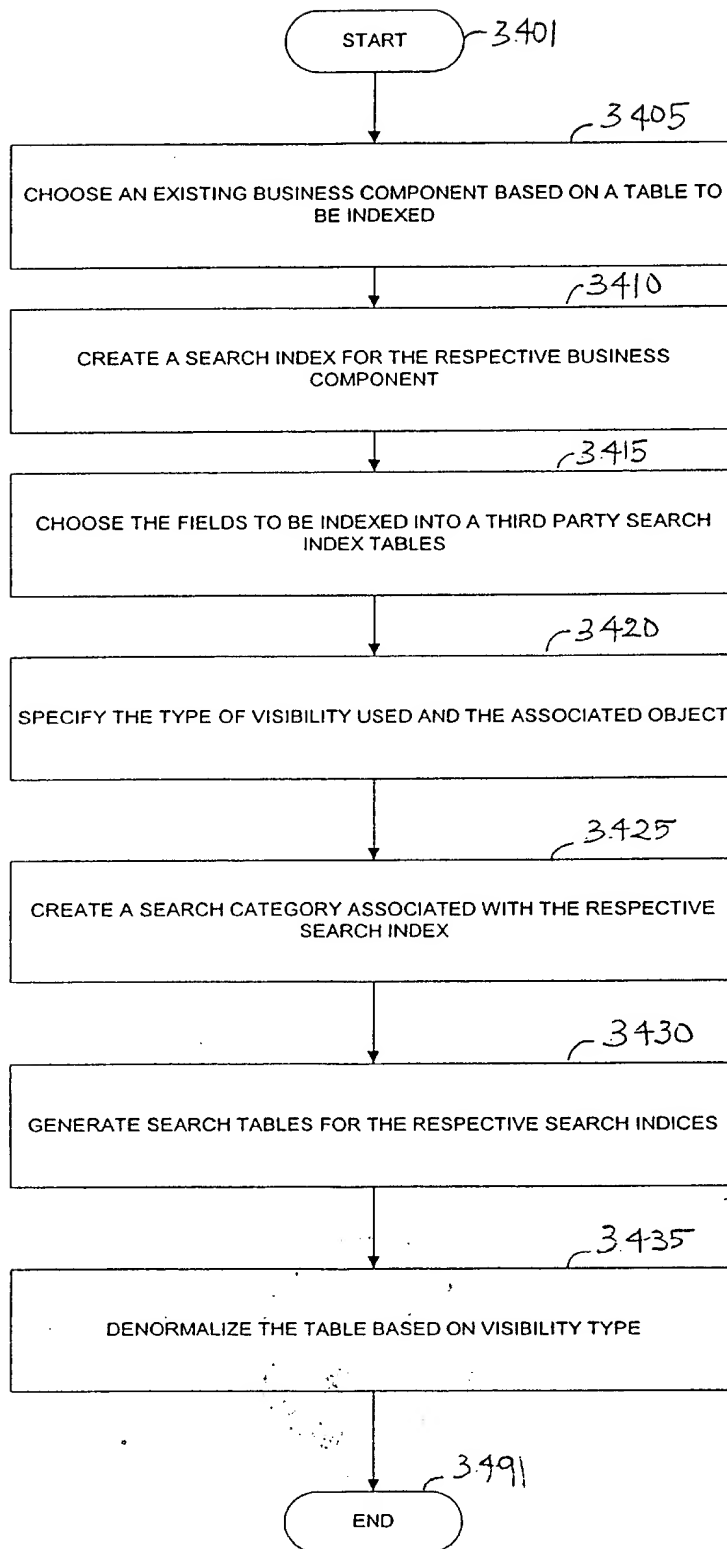 START
3401
3405
CHOOSE AN EXISTING BUSINESS COMPONENT BASED ON A TABLE TO
BE INDEXED
3410
CREATE A SEARCH INDEX FOR THE RESPECTIVE BUSINESS
COMPONENT
3415
CHOOSE THE FIELDS TO BE INDEXED INTO A THIRD PARTY SEARCH
INDEX TABLES
3420
SPECIFY THE TYPE OF VISIBILITY USED AND THE ASSOCIATED OBJECT
3425
CREATE A SEARCH CATEGORY ASSOCIATED WITH THE RESPECTIVE
SEARCH INDEX
3430
GENERATE SEARCH TABLES FOR THE RESPECTIVE SEARCH INDICES
3435
DENORMALIZE THE TABLE BASED ON VISIBILITY TYPE
3491
END